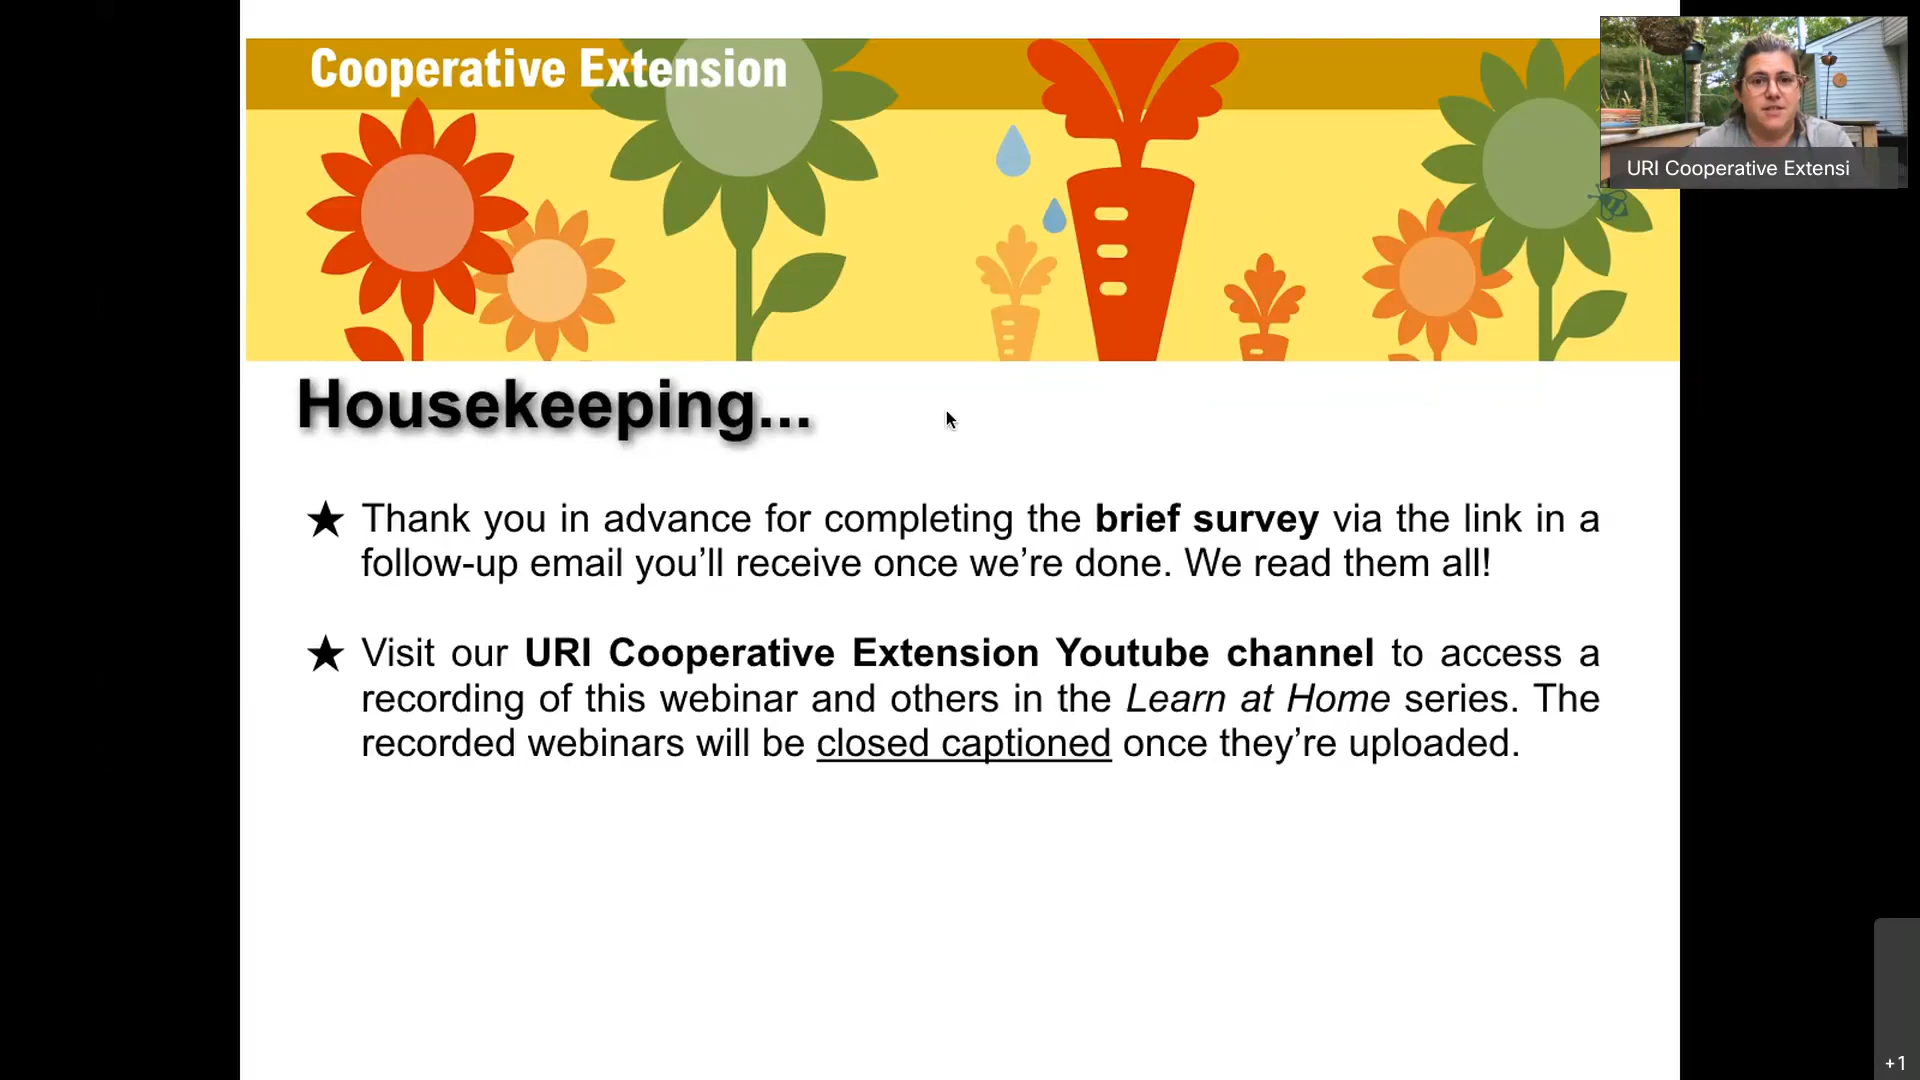 Cooperative Extension
URI Cooperative Extensi
Housekeeping...
★ Thank you in advance for completing the brief survey via the link in a
follow-up email you’ll receive once we’re done. We read them all!
★ Visit our URI Cooperative Extension Youtube channel to access a
recording of this webinar and others in the Learn at Home series. The
recorded webinars will be closed captioned once they’re uploaded.
+1